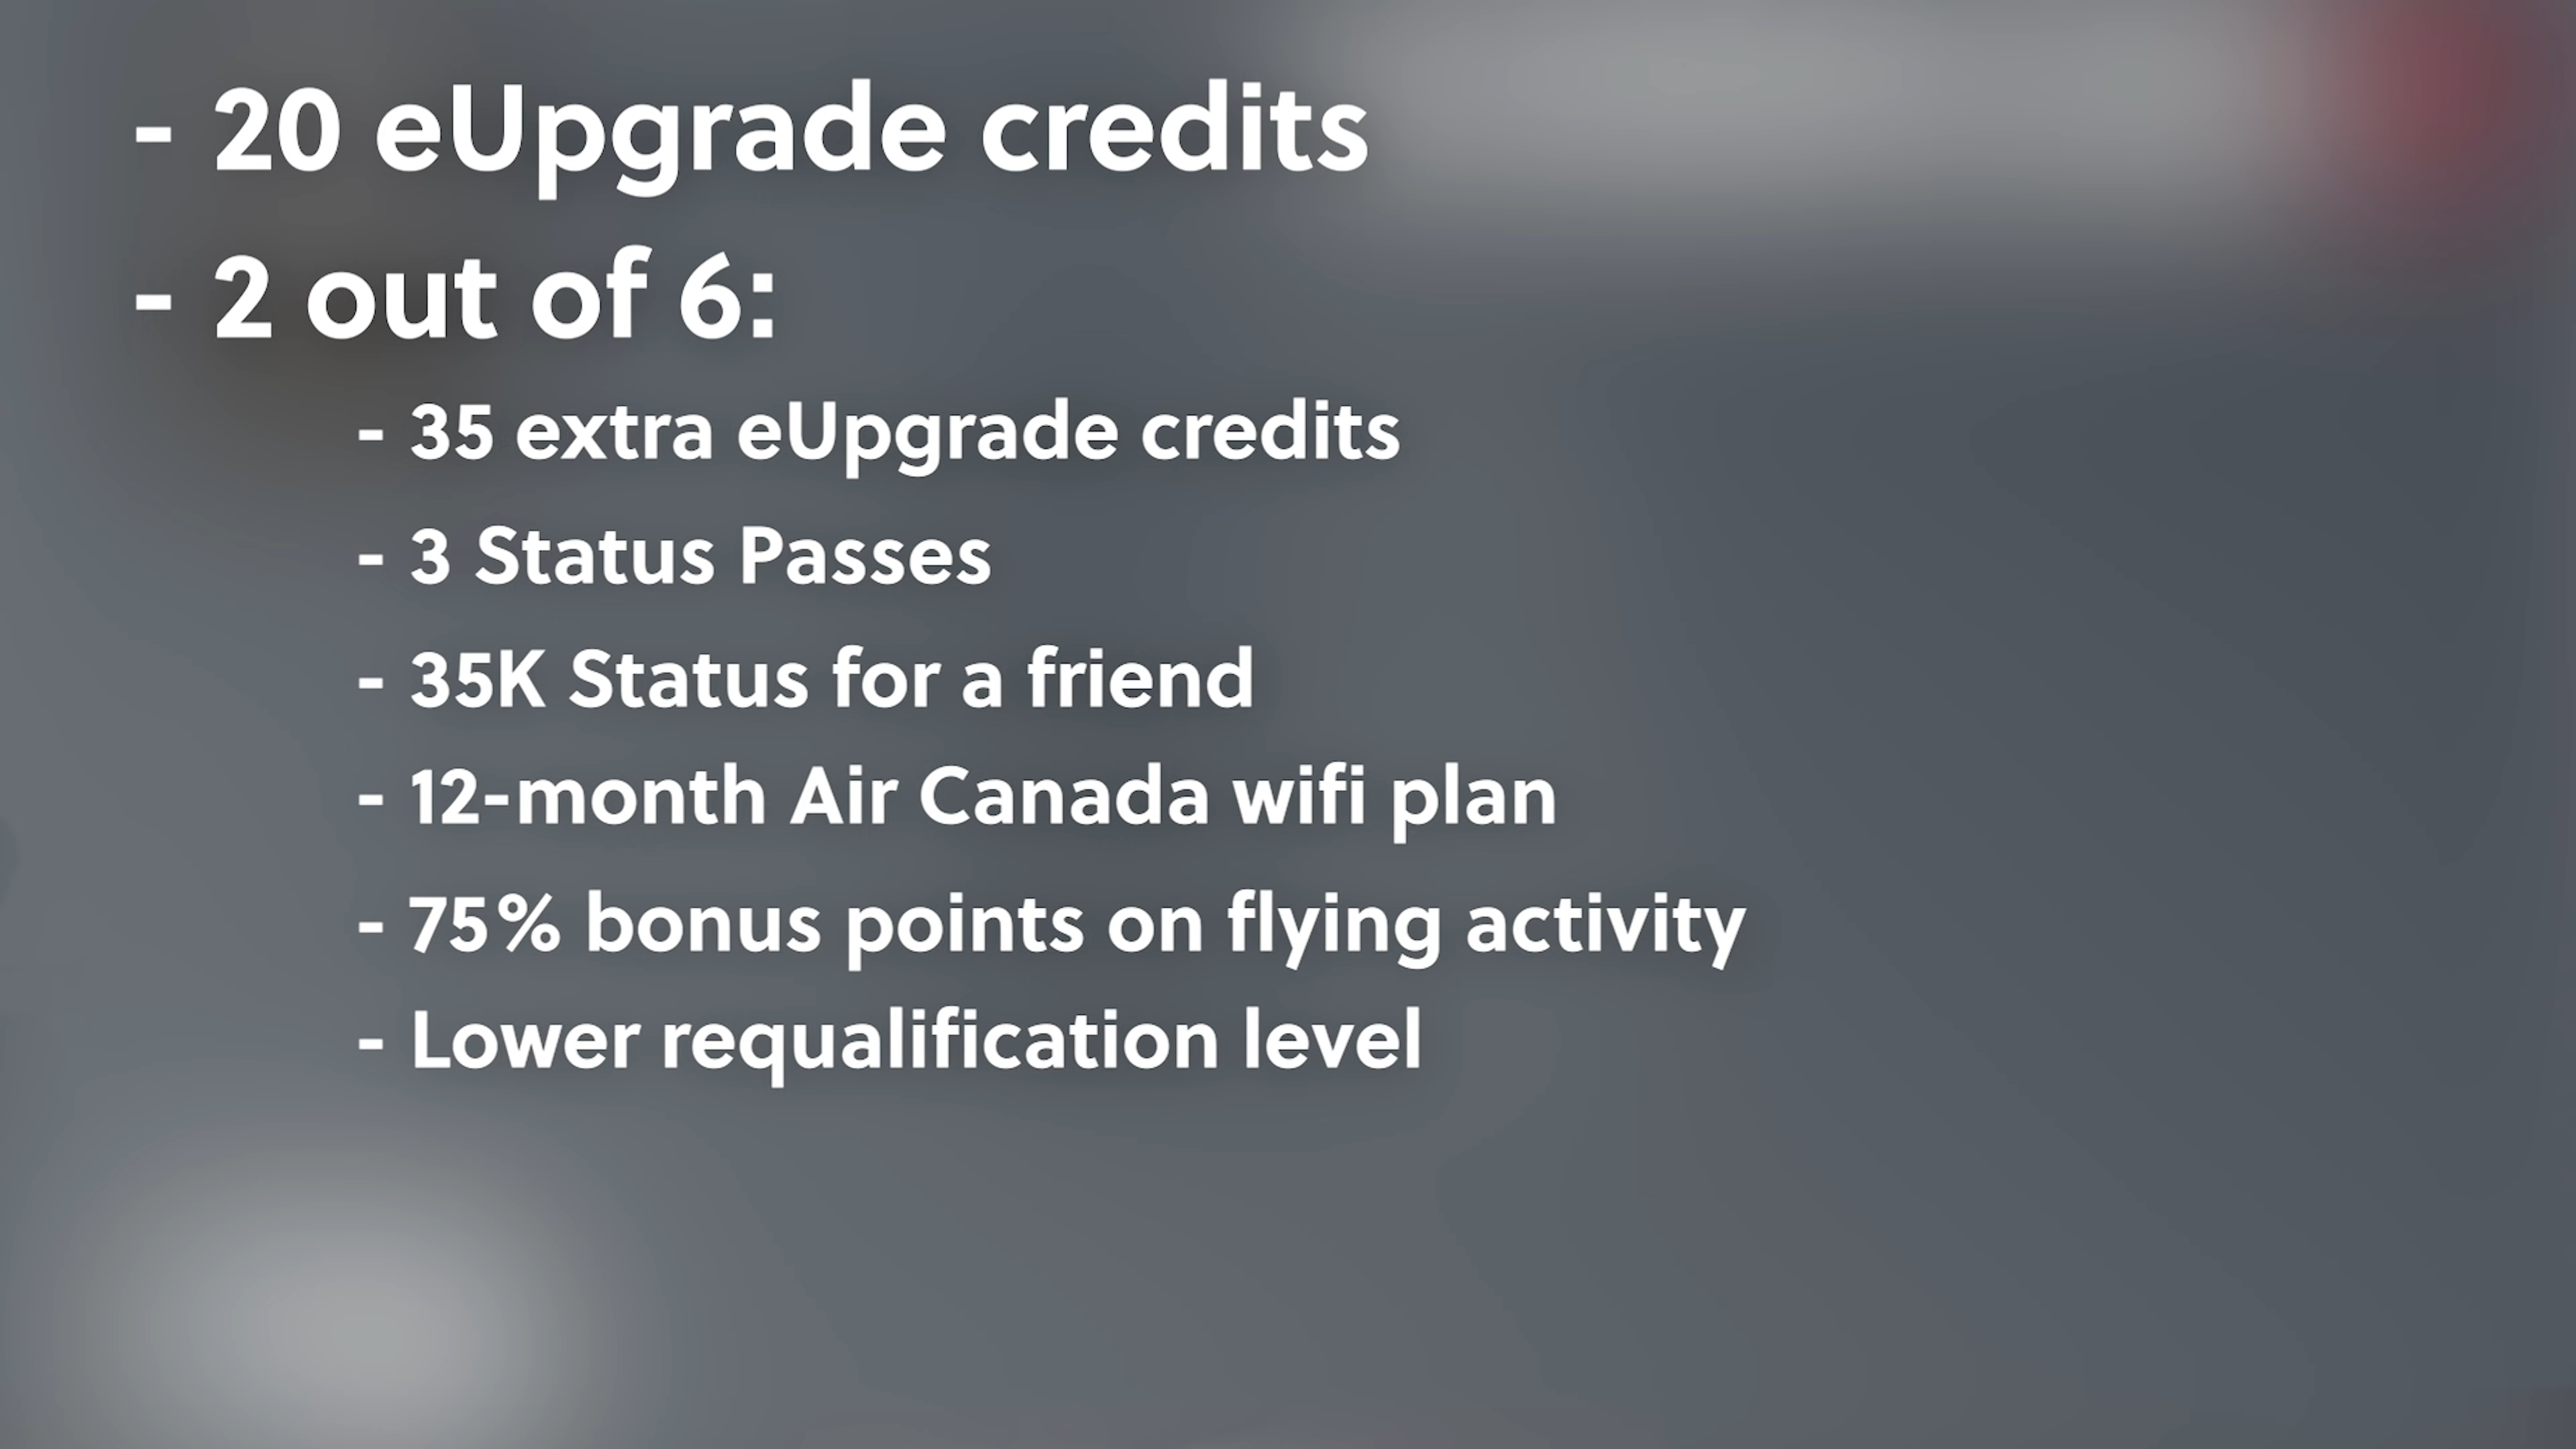 - 20 eUpgrade credits
- 2 out of 6:
- 35 extra eUpgrade credits
- 3 Status Passes
- 35K Status for a friend
- 12-month Air Canada wifi plan
- 75% bonus points on flying activity
- Lower requalification level